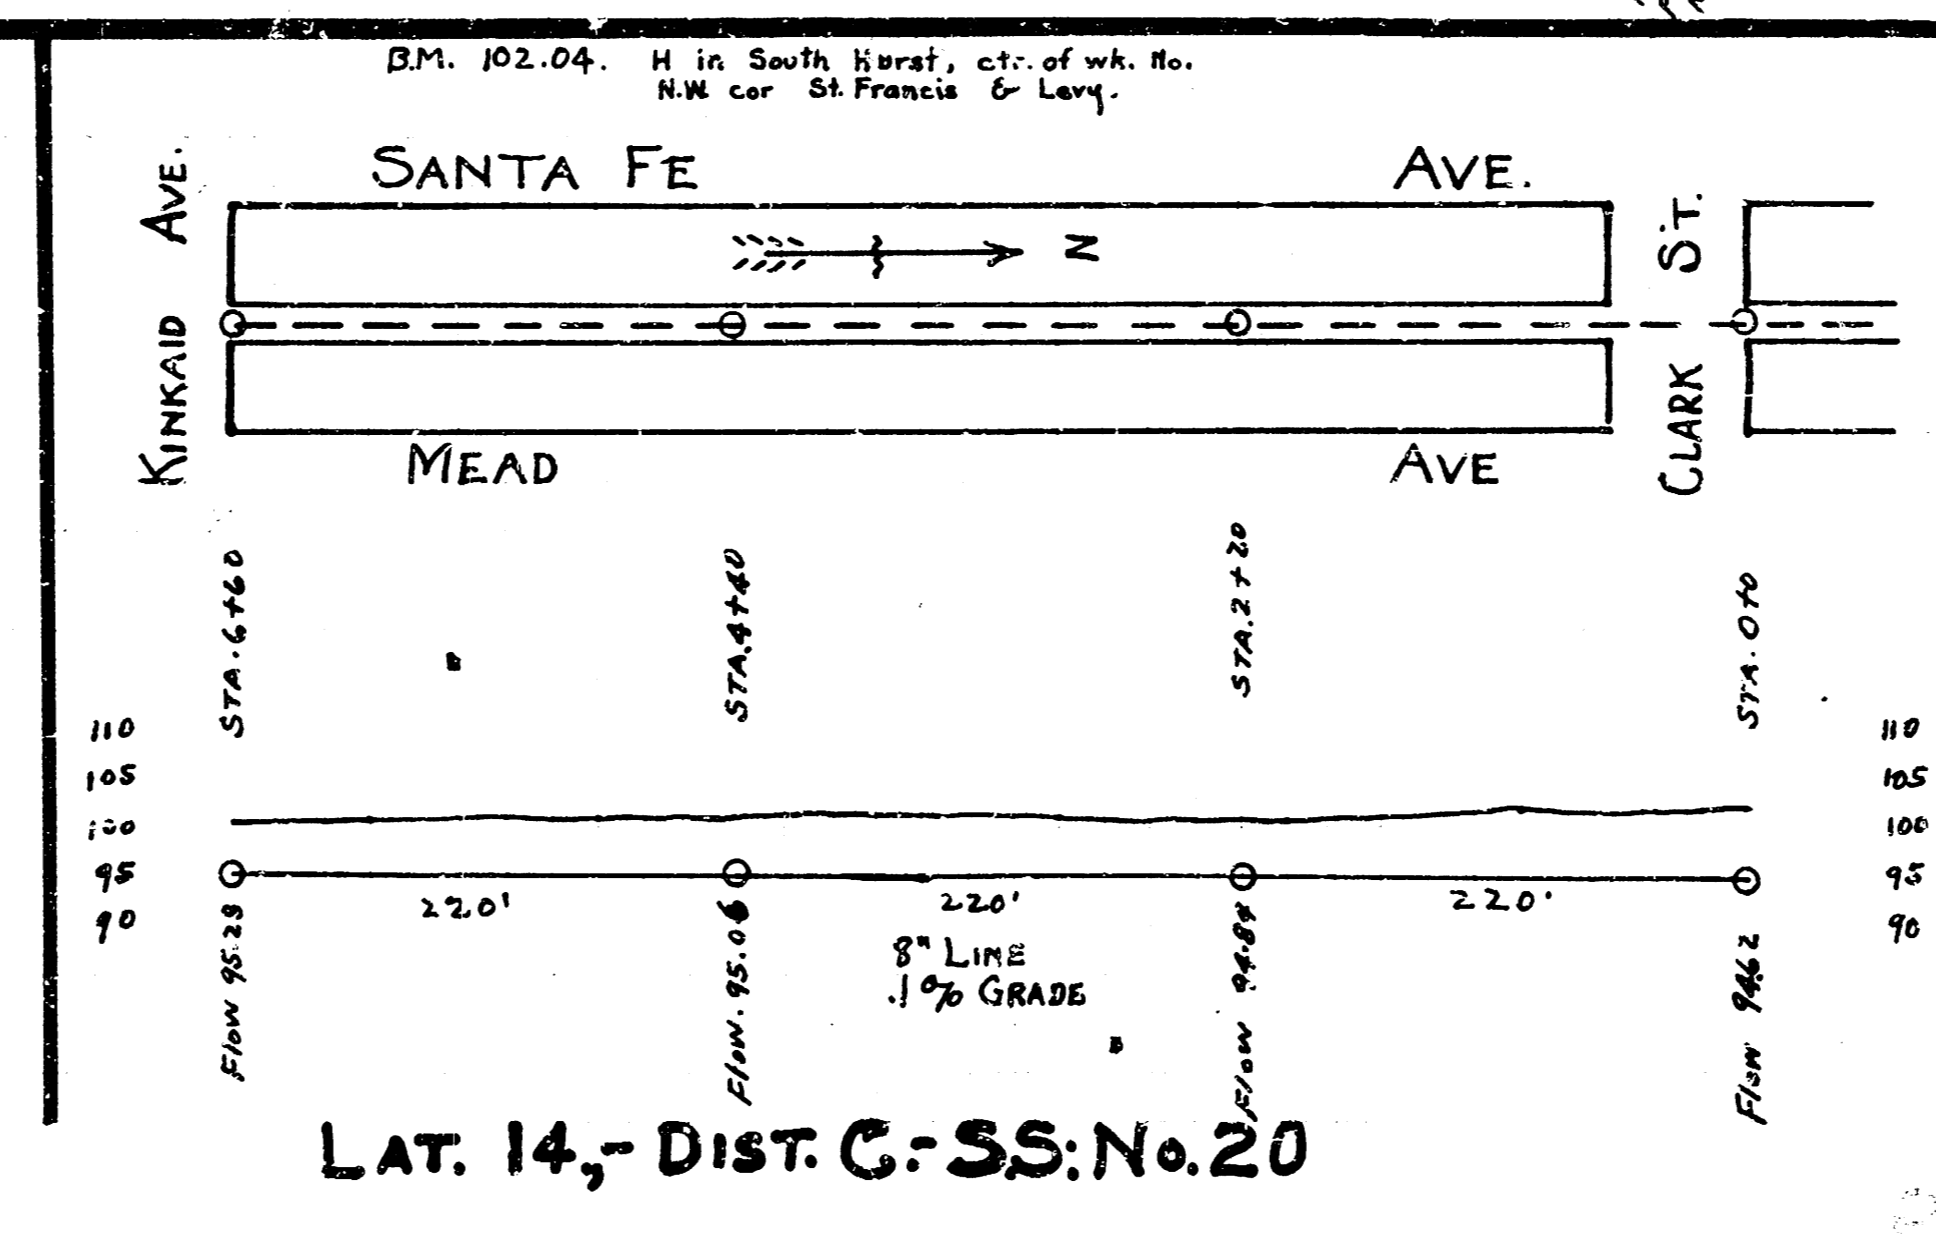 B.M. 102.04. H in South Hurst, ctr. of wk. No.
N.W. cor St. Francis & Levy.
SANTA FE AVE.
N
KINKAID AVE.
CLARK ST.
MEAD AVE
STA. 6+60
STA. 4+40
STA. 2+20
STA. 0+0
110
105
100
95
90
110
105
100
95
90
220'
220'
220'
8" LINE
.1% GRADE
Flow 95.28
Flow. 95.06
Flow 94.84
Flow 94.62
LAT. 14,- DIST. C.- S.S: No. 20